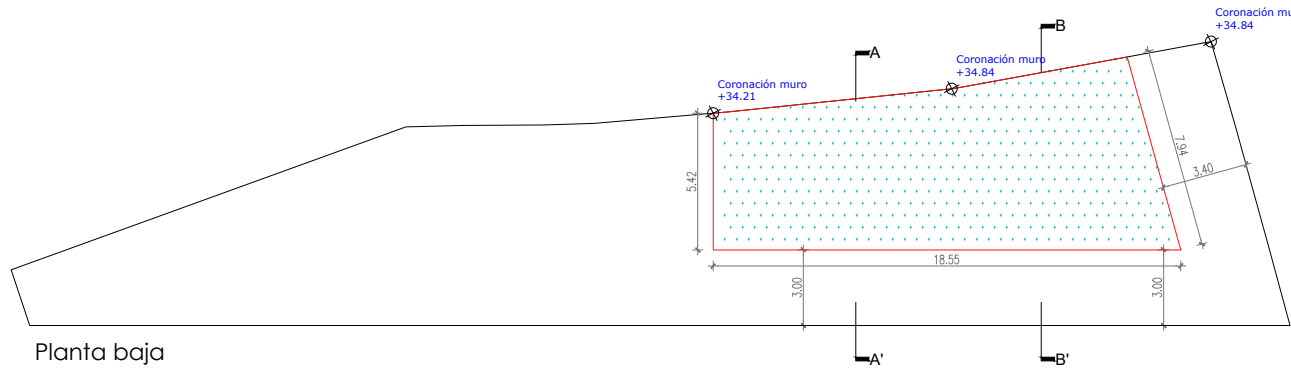 Coronación mu
+34.84
B
A
Coronación muro
+34.84
Coronación muro
+34.21
7.94
3.40
5.42
18.55
3.00
3.00
Planta baja
A'
B'